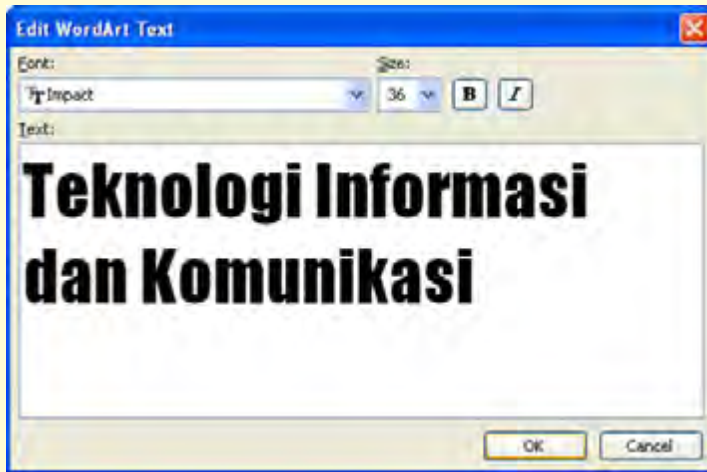 Edit WordArt Text
Font:
Size:
Impact
36
B
I
Text:
Teknologi Informasi
dan Komunikasi
OK
Cancel